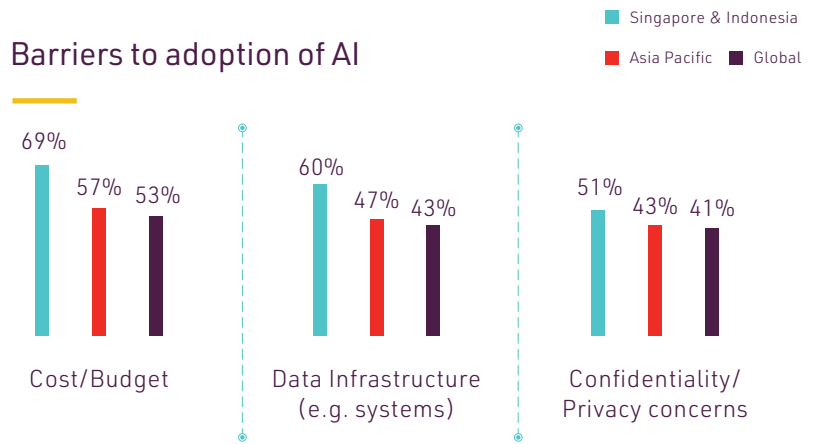 Singapore & Indonesia
Barriers to adoption of AI
Asia Pacific Global
69%
57%
53%
60%
47%
43%
51%
43%
41%
Cost/Budget
Data Infrastructure
(e.g. systems)
Confidentiality/
Privacy concerns